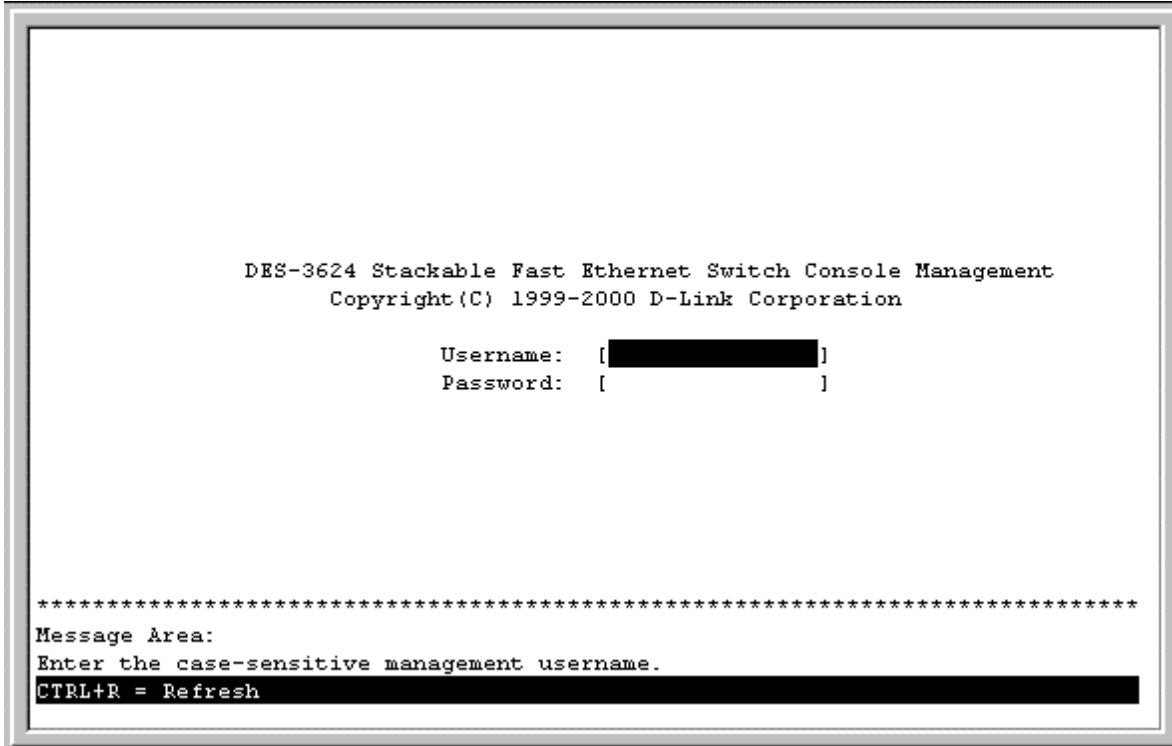 DES-3624 Stackable Fast Ethernet Switch Console Management
Copyright(C) 1999-2000 D-Link Corporation
Username: [ ]
Password: [ ]
*******************************************************************************
Message Area:
Enter the case-sensitive management username.
CTRL+R = Refresh